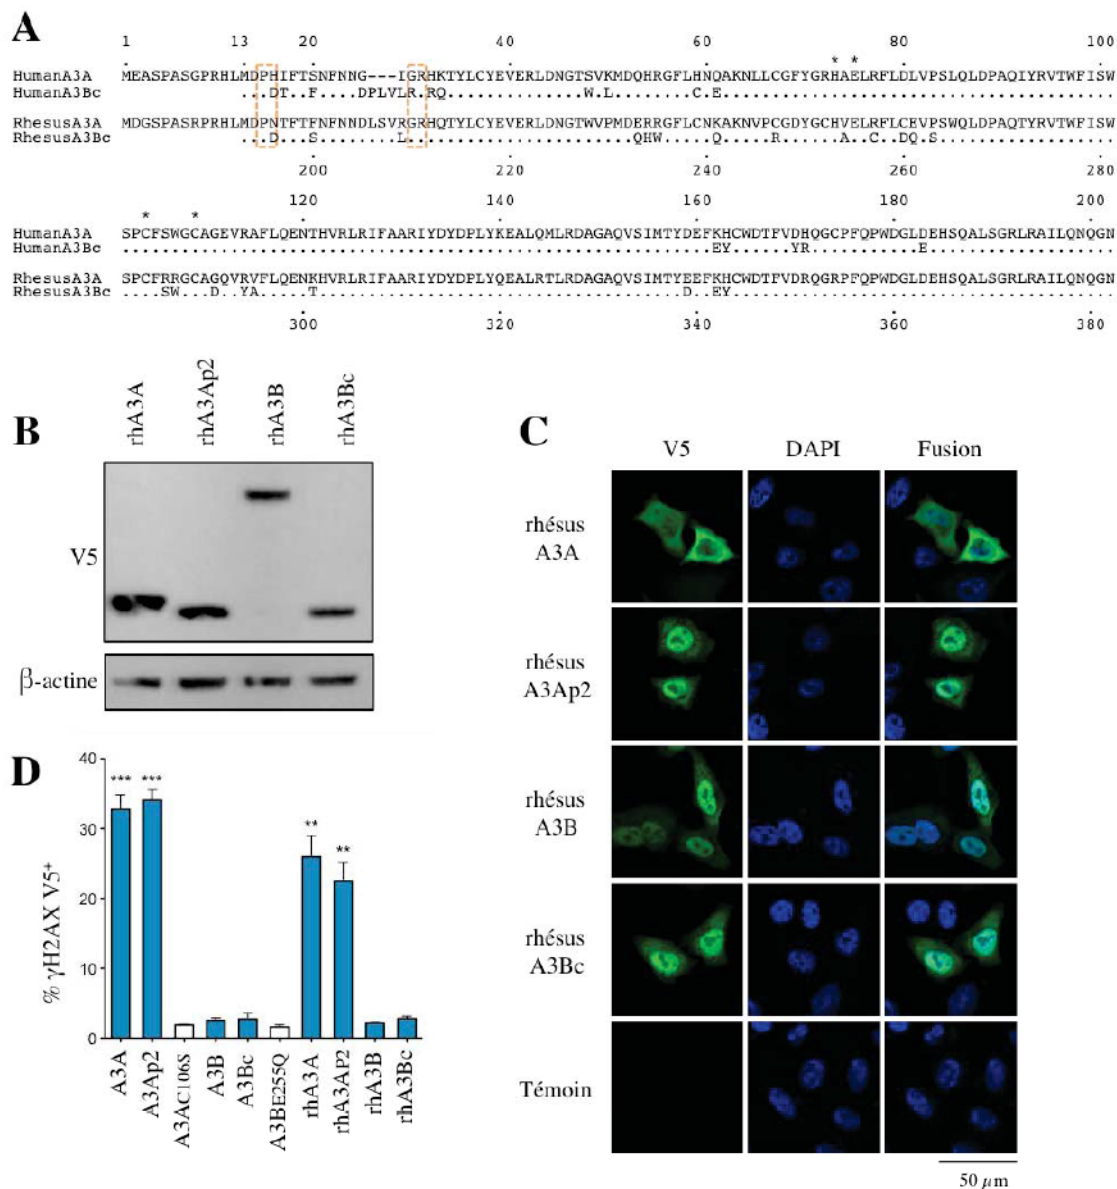 A
1 13 20 40 60 80 100
* *
HumanA3A MEASPASGPRHLMDPHIFTSNFNNG---IGRHKTYLCYEVERLDNGTSVKMDQHRGFLHNQAKNLLCGFYGRHAELRFLDLVPSLQLDPAQIYRVTWFISW
HumanA3Bc ...DT..F....DPLVLR.RQ..............W.L........C.E........................................
RhesusA3A MDGSPASRPRHLMDPNTFTFNFNNDLSVRGRHQTYLCYEVERLDNGTWVPMDERRGFLCNKAKNVPCGDYGCHVELRFLCEVPSWQLDPAQTYRVTWFISW
RhesusA3Bc ...D...S........L.......................QHW.....Q.....R......A..C..DQ.S..................
200 220 240 260 282
120 140 160 180 200
* *
HumanA3A SPCFSWGCAGEVRAFLQENTHVRLRIFAARIYDYDPLYKEALQMLRDAGAQVSIMTYDEFKHCWDTFVDHQGCPFQPWDGLDEHSQALSGRLRAILQNQGN
HumanA3Bc ............................................................EY......YR...........D...................
RhesusA3A SPCFRRGCAGQVRVFLQENKHVRLRIFAARIYDYDPLYQEALRTLRDAGAQVSIMTYEEFKHCWDTFVDRQGRPFQPWDGLDEHSQALSGRLRAILQNQGN
RhesusA3Bc ....SW...D..YA.....T.....................................D..EY.......................................
300 320 340 360 380
B
rhA3A rhA3Ap2 rhA3B rhA3Bc
V5
β-actine
C
V5 DAPI Fusion
rhésus
A3A
rhésus
A3Ap2
rhésus
A3B
rhésus
A3Bc
Témoin
50 µm
D
% γH2AX V5+
40
30
20
10
0
*** *** ** **
A3A A3Ap2 A3AC106S A3B A3Bc A3BE255Q rhA3A rhA3AP2 rhA3B rhA3Bc